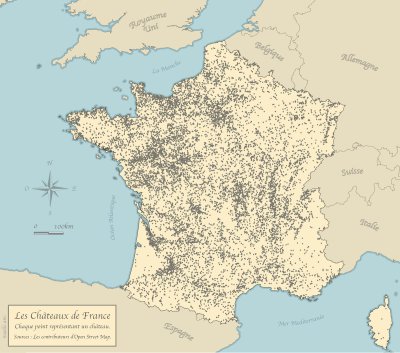 Royaume
Uni
Belgique
Allemagne
La Manche
N
O
E
S
Suisse
Océan Atlantique
100km
Italie
Les Châteaux de France
Chaque point représentant un château.
Sources : Les contributeurs d'Open Street Map.
Mer Méditerranée
Espagne